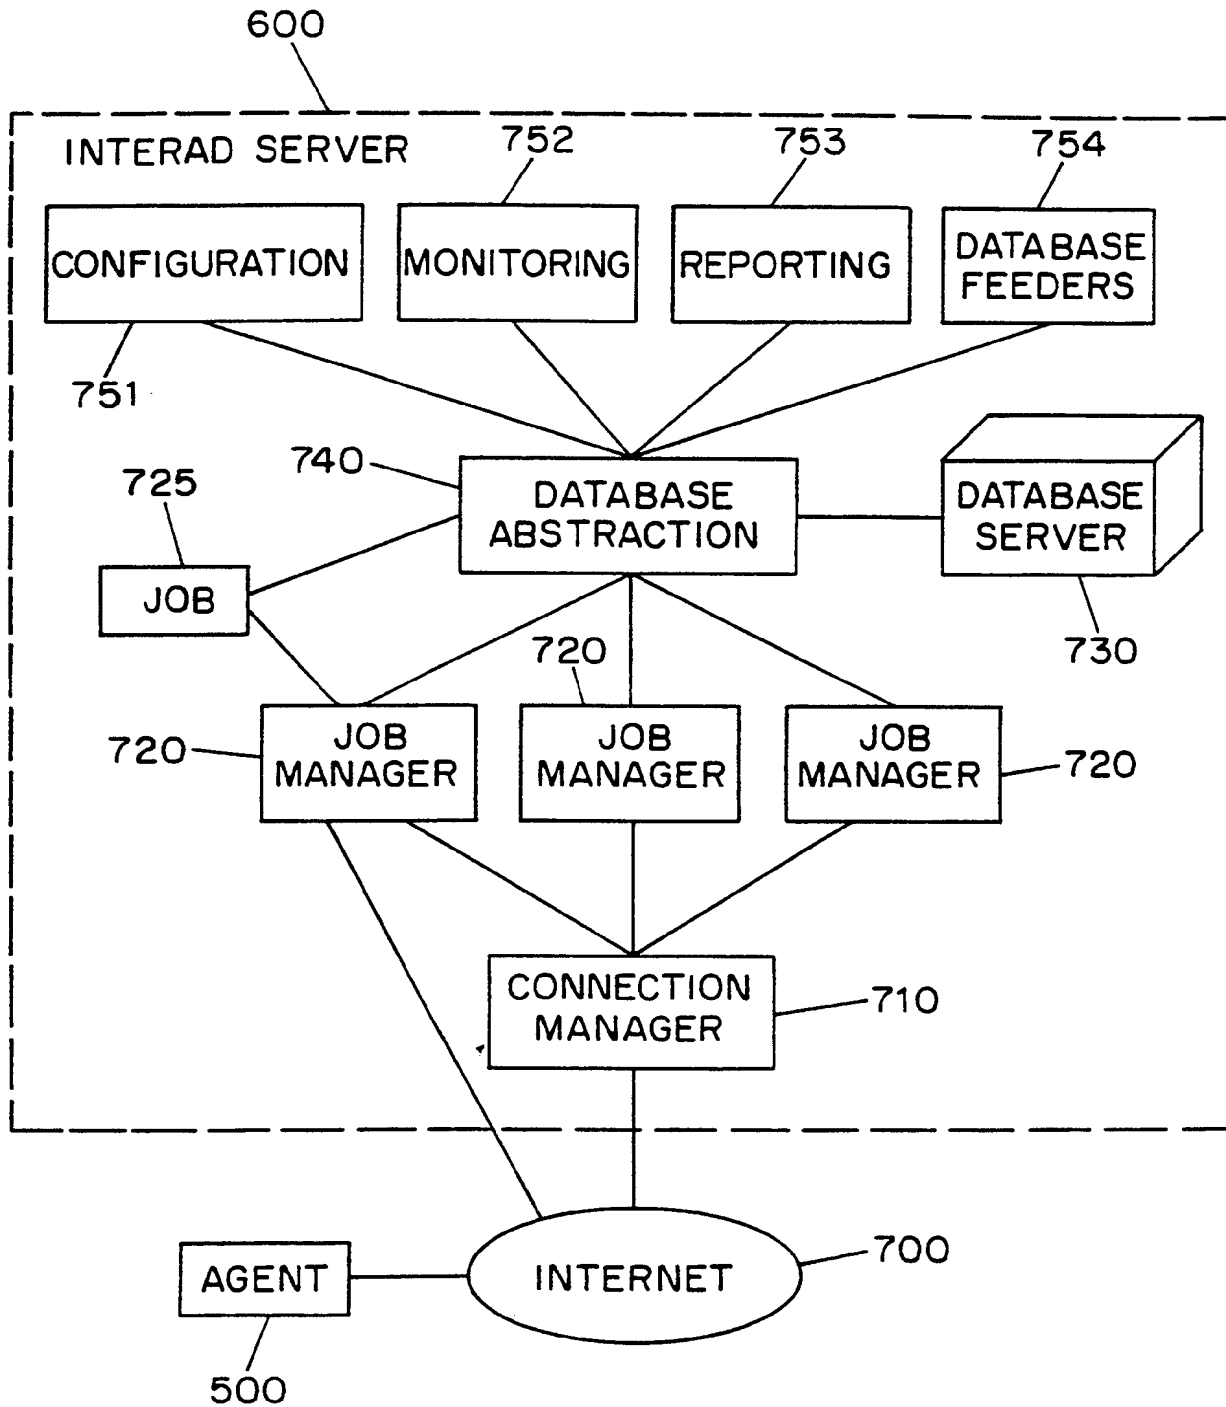 600
INTERAD SERVER
752
753
754
CONFIGURATION
MONITORING
REPORTING
DATABASE
FEEDERS
751
740
725
DATABASE
ABSTRACTION
DATABASE
SERVER
JOB
720
730
720
JOB
MANAGER
JOB
MANAGER
JOB
MANAGER
720
CONNECTION
MANAGER
710
INTERNET
700
AGENT
500